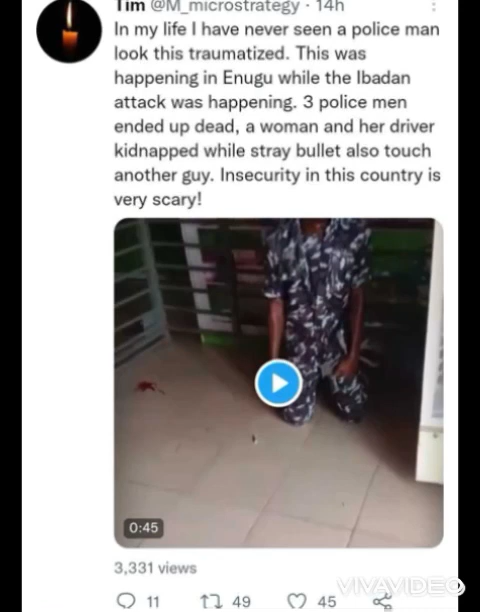 Tim @M_microstrategy · 14h
In my life I have never seen a police man
look this traumatized. This was
happening in Enugu while the Ibadan
attack was happening. 3 police men
ended up dead, a woman and her driver
kidnapped while stray bullet also touch
another guy. Insecurity in this country is
very scary!
0:45
3,331 views
11 49 45
VIVAVIDEO